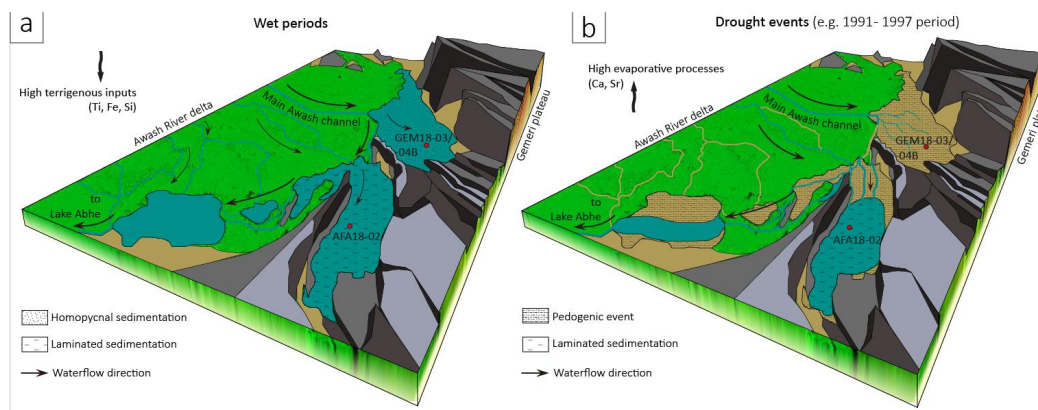 a
Wet periods
High terrigenous inputs
(Ti, Fe, Si)
Awash River delta
Main Awash channel
GEM18-03/
04B
Gemeri plateau
to
Lake Abhe
AFA18-02
Homopycnal sedimentation
Laminated sedimentation
Waterflow direction
b
Drought events (e.g. 1991- 1997 period)
High evaporative processes
(Ca, Sr)
Awash River delta
Main Awash channel
GEM18-03/
04B
Gemeri pla
to
Lake Abhe
AFA18-02
Pedogenic event
Laminated sedimentation
Waterflow direction